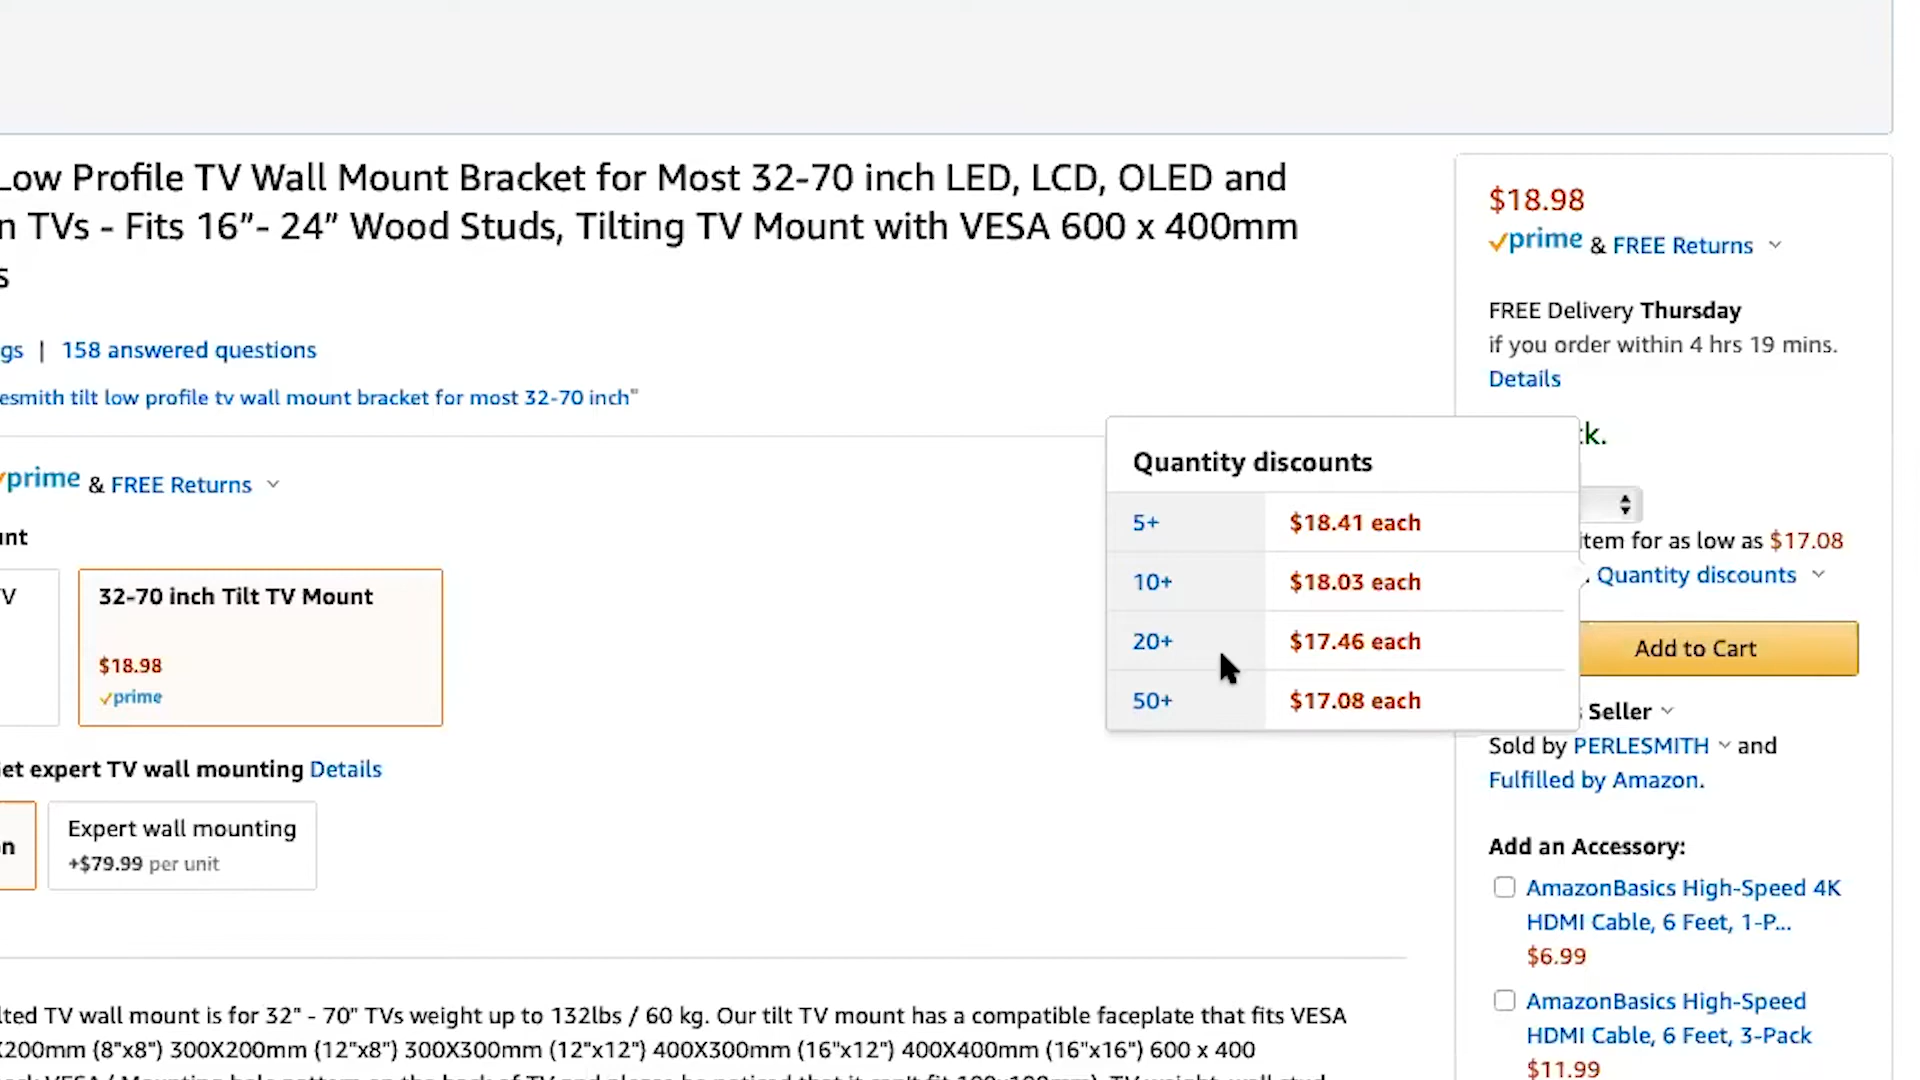 Low Profile TV Wall Mount Bracket for Most 32-70 inch LED, LCD, OLED and
n TVs - Fits 16”- 24” Wood Studs, Tilting TV Mount with VESA 600 x 400mm
s
gs | 158 answered questions
esmith tilt low profile tv wall mount bracket for most 32-70 inch"
prime & FREE Returns
unt
V
32-70 inch Tilt TV Mount
$18.98
prime
et expert TV wall mounting Details
n
Expert wall mounting
+$79.99 per unit
lted TV wall mount is for 32" - 70" TVs weight up to 132lbs / 60 kg. Our tilt TV mount has a compatible faceplate that fits VESA
X200mm (8"x8") 300X200mm (12"x8") 300X300mm (12"x12") 400X300mm (16"x12") 400X400mm (16"x16") 600 x 400
Quantity discounts
5+ $18.41 each
10+ $18.03 each
20+ $17.46 each
50+ $17.08 each
$18.98
prime & FREE Returns
FREE Delivery Thursday
if you order within 4 hrs 19 mins.
Details
k.
item for as low as $17.08
. Quantity discounts
Add to Cart
s Seller
Sold by PERLESMITH and
Fulfilled by Amazon.
Add an Accessory:
AmazonBasics High-Speed 4K
HDMI Cable, 6 Feet, 1-P...
$6.99
AmazonBasics High-Speed
HDMI Cable, 6 Feet, 3-Pack
$11.99